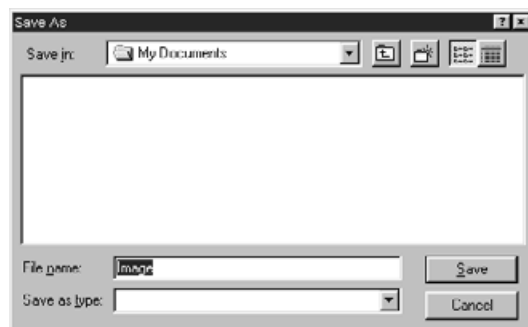 Save As
Save in: My Documents
File name: Image Save
Save as type: Cancel